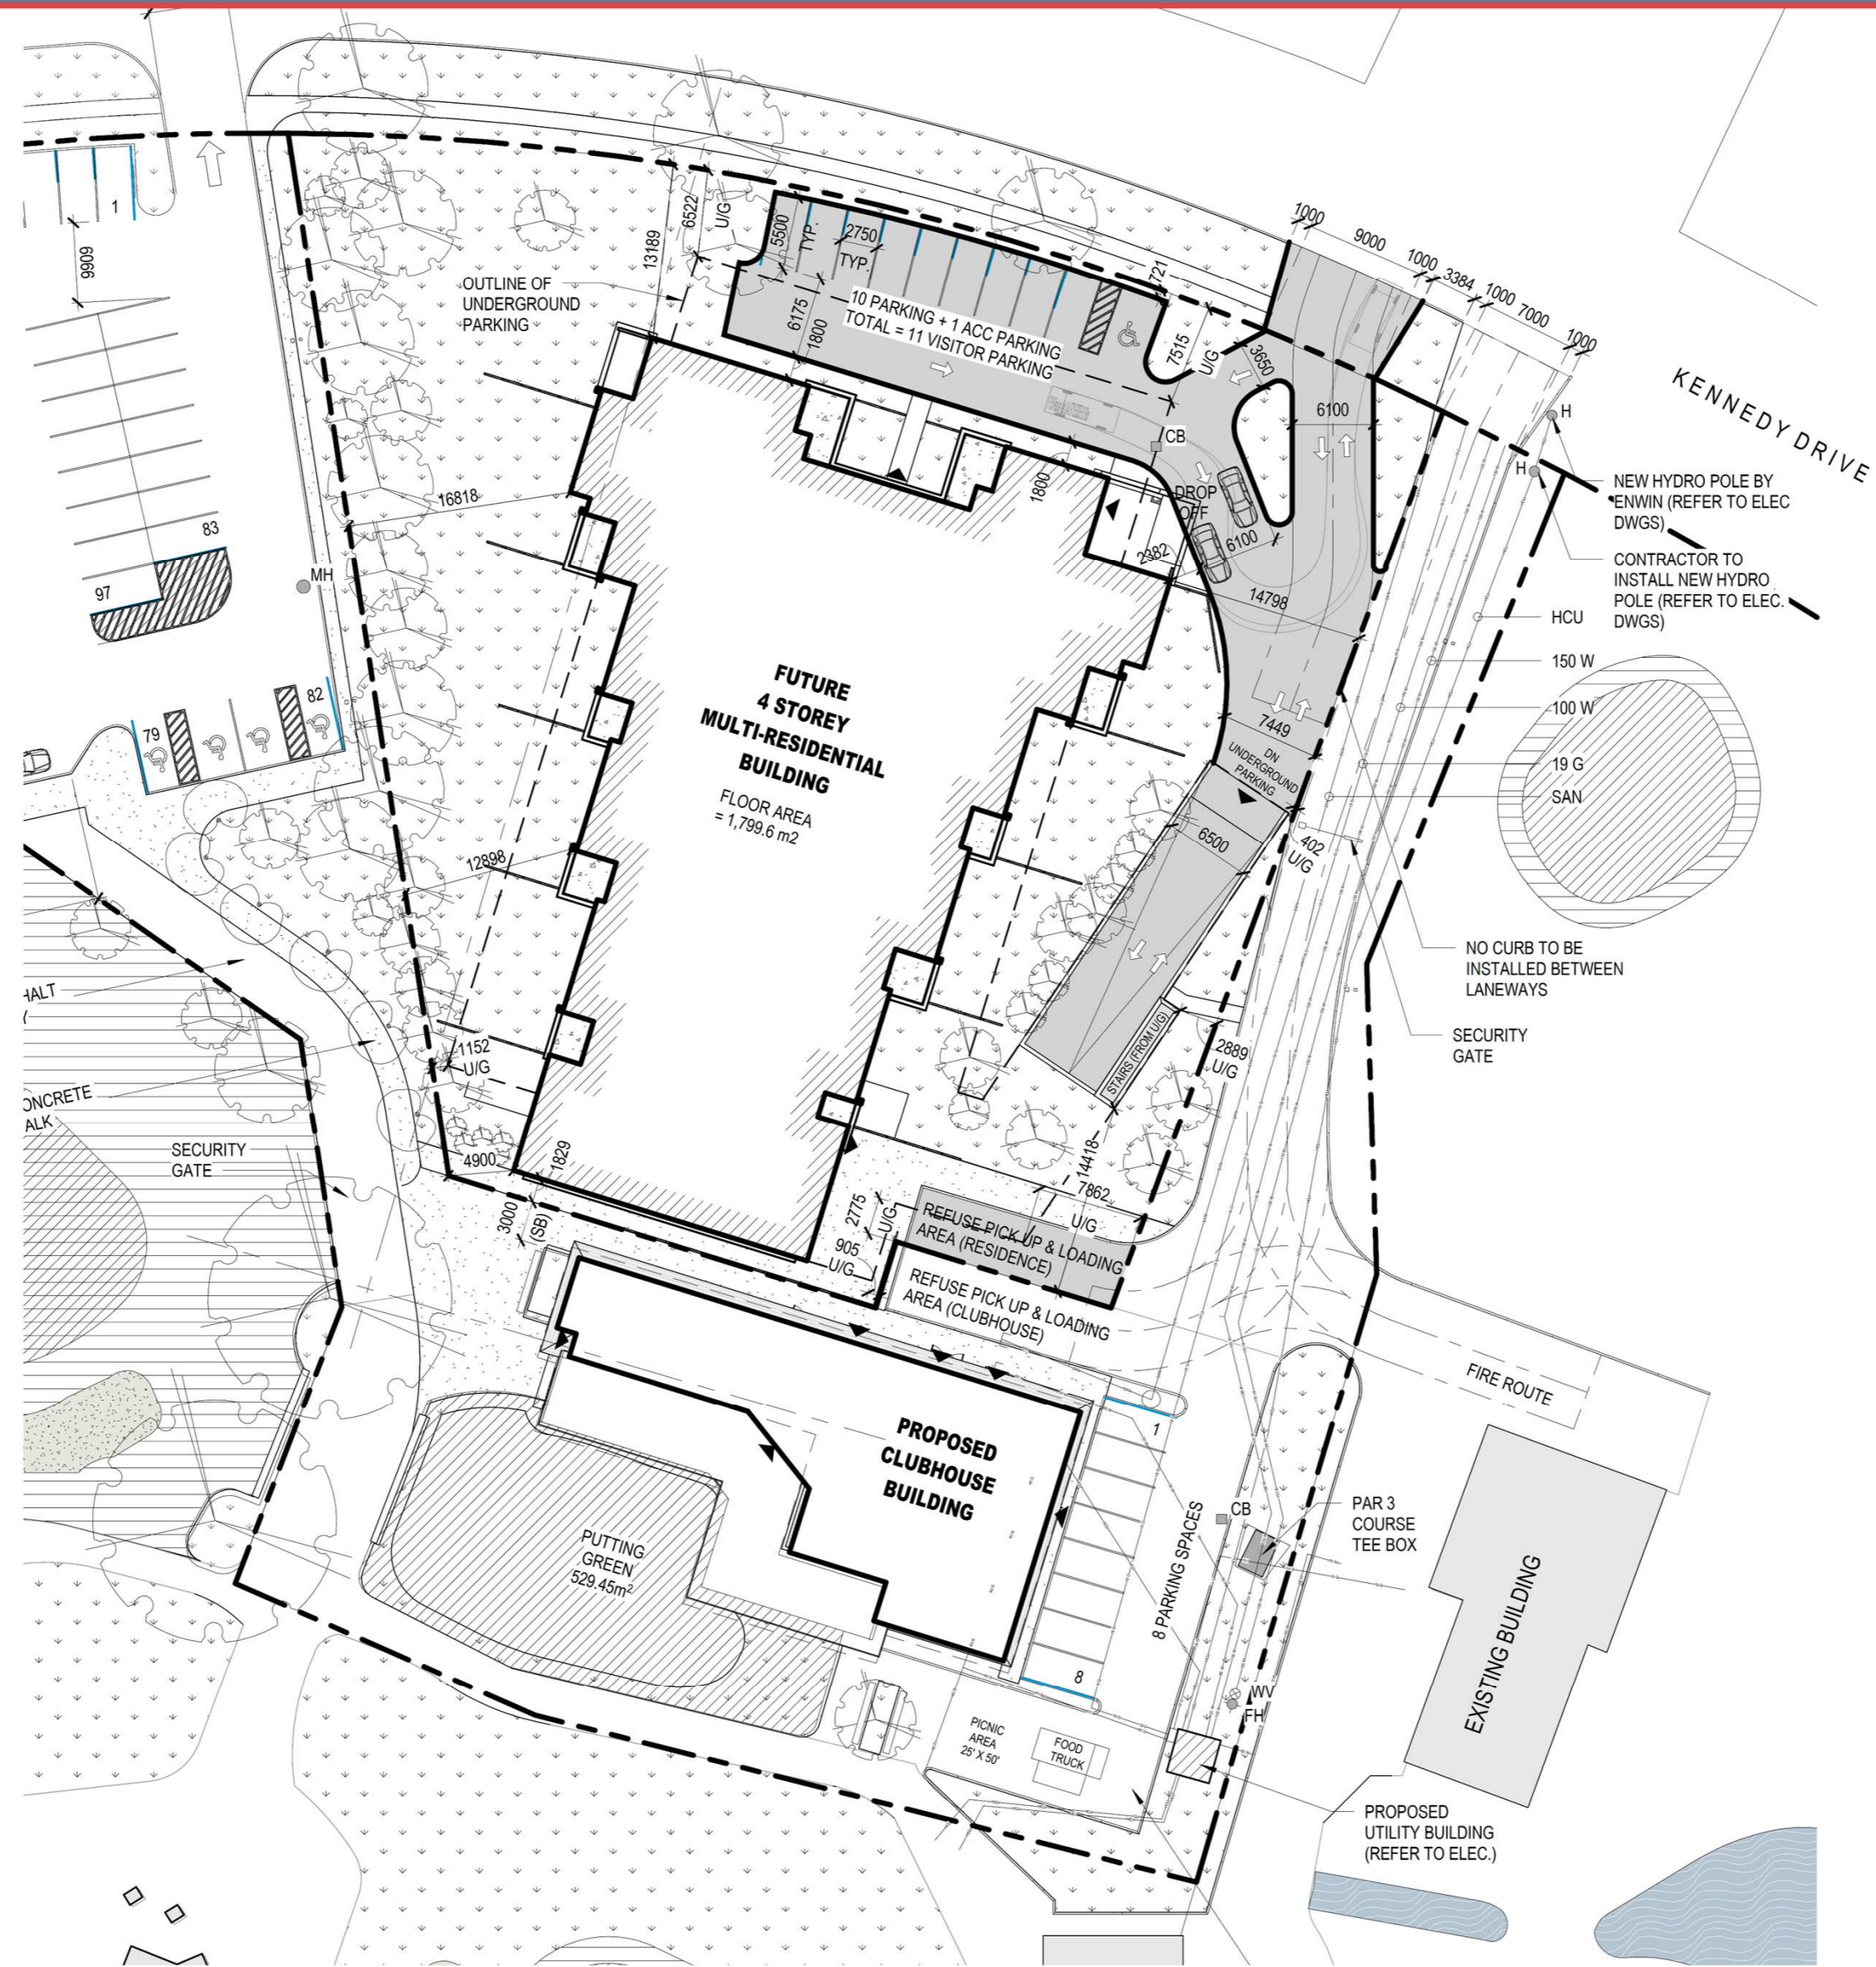 1
9099
OUTLINE OF
UNDERGROUND
PARKING
13189
6522
U/G
5500
TYP.
2750
TYP.
6175
1800
10 PARKING + 1 ACC PARKING
TOTAL = 11 VISITOR PARKING
7515
U/G
3650
1000
9000
1000
3384
1000
7000
1000
KENNEDY DRIVE
6100
H
H
NEW HYDRO POLE BY
ENWIN (REFER TO ELEC
DWGS)
CONTRACTOR TO
INSTALL NEW HYDRO
POLE (REFER TO ELEC.
DWGS)
HCU
150 W
100 W
19 G
SAN
CB
1800
DROP
OFF
6100
2382
14798
7449
DN
UNDERGROUND
PARKING
6500
402
U/G
16818
83
97
MH
82
79
FUTURE
4 STOREY
MULTI-RESIDENTIAL
BUILDING
FLOOR AREA
= 1,799.6 m2
12898
NO CURB TO BE
INSTALLED BETWEEN
LANEWAYS
SECURITY
GATE
1152
U/G
STAIRS (FROM U/G)
2889
U/G
SECURITY
GATE
4900
1829
3000
(SB)
14418
7862
U/G
2775
U/G
905
U/G
REFUSE PICK UP & LOADING
AREA (RESIDENCE)
REFUSE PICK UP & LOADING
AREA (CLUBHOUSE)
FIRE ROUTE
PROPOSED
CLUBHOUSE
BUILDING
1
8 PARKING SPACES
CB
PAR 3
COURSE
TEE BOX
EXISTING BUILDING
PUTTING
GREEN
529.45m²
8
WV
FH
PICNIC
AREA
25' X 50'
FOOD
TRUCK
PROPOSED
UTILITY BUILDING
(REFER TO ELEC.)